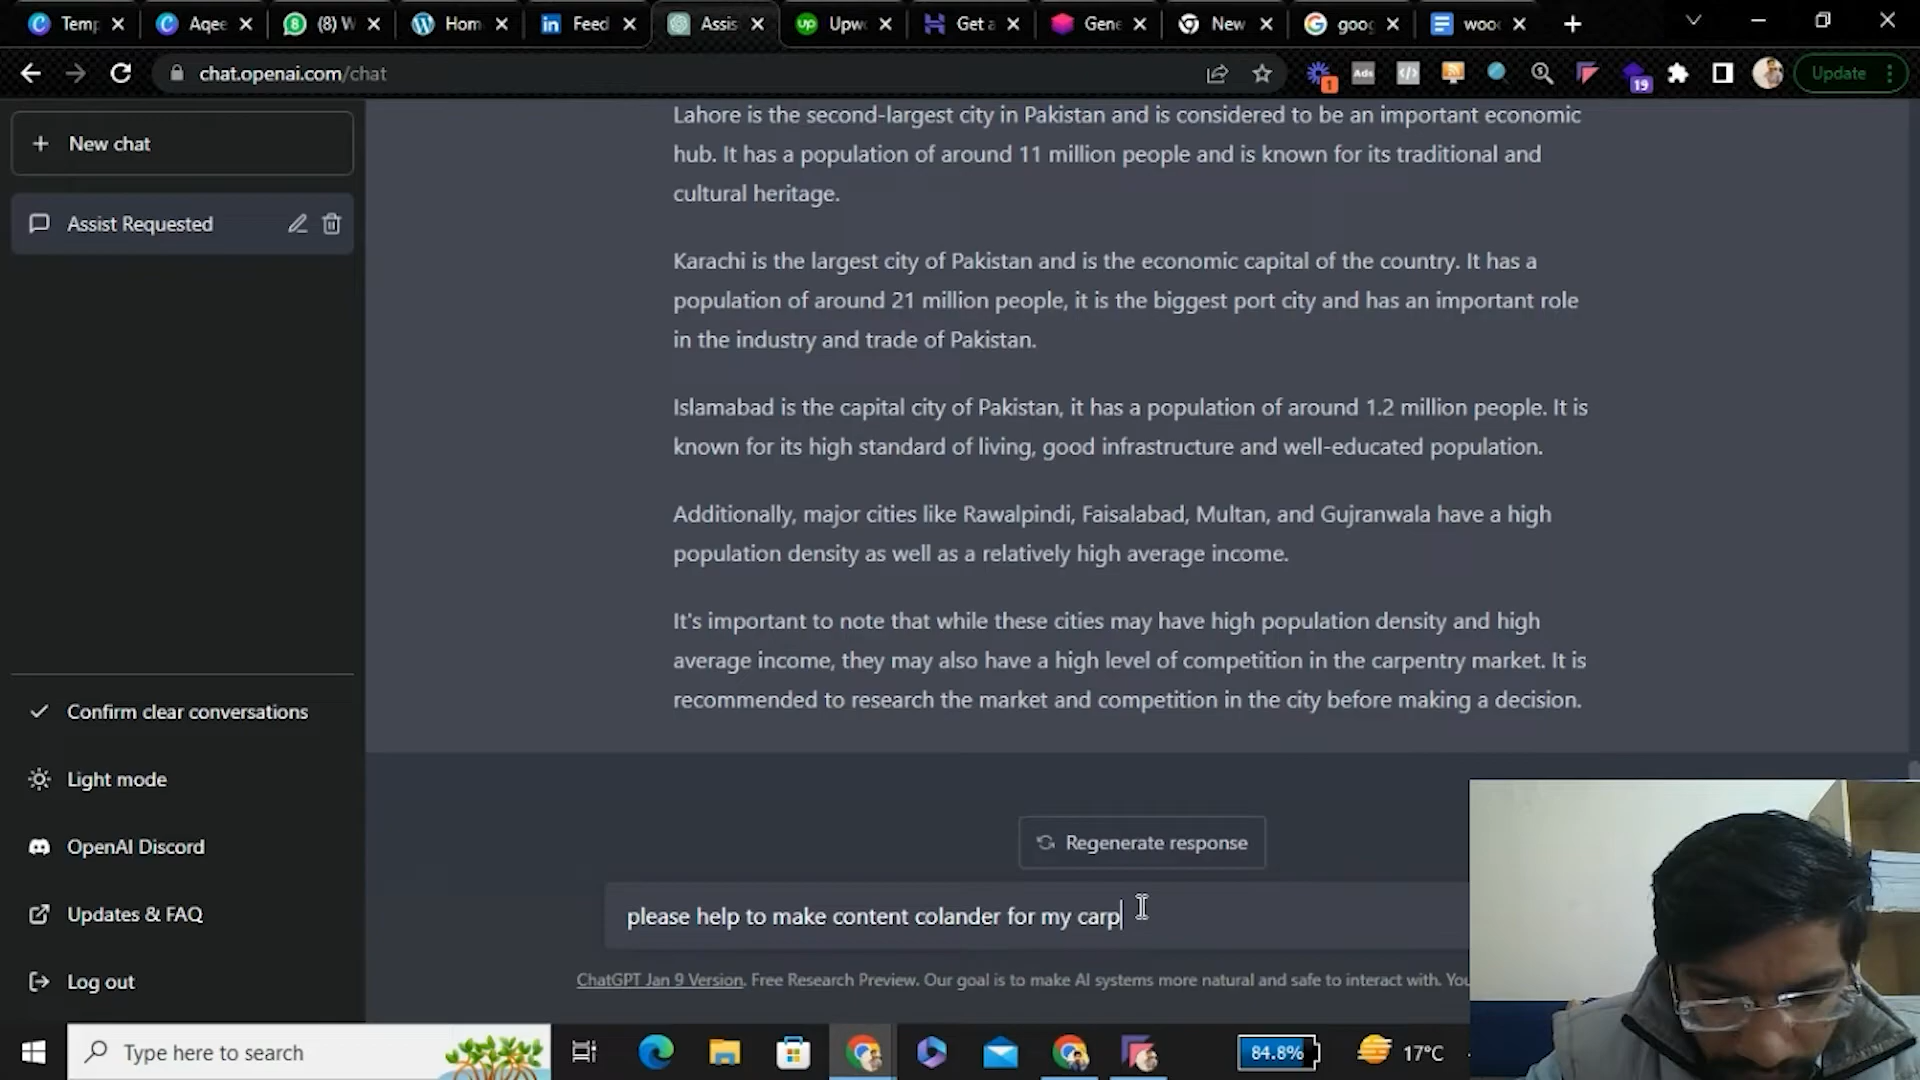 Temp
Aqee
(8) W
Hom
Feed
Assis
Upw
Get a
Gene
New
goog
woo
chat.openai.com/chat
1
Ads
19
Update
New chat
Assist Requested
Lahore is the second-largest city in Pakistan and is considered to be an important economic
hub. It has a population of around 11 million people and is known for its traditional and
cultural heritage.
Karachi is the largest city of Pakistan and is the economic capital of the country. It has a
population of around 21 million people, it is the biggest port city and has an important role
in the industry and trade of Pakistan.
Islamabad is the capital city of Pakistan, it has a population of around 1.2 million people. It is
known for its high standard of living, good infrastructure and well-educated population.
Additionally, major cities like Rawalpindi, Faisalabad, Multan, and Gujranwala have a high
population density as well as a relatively high average income.
It's important to note that while these cities may have high population density and high
average income, they may also have a high level of competition in the carpentry market. It is
recommended to research the market and competition in the city before making a decision.
Confirm clear conversations
Light mode
OpenAI Discord
Updates & FAQ
Log out
Regenerate response
please help to make content colander for my carp
ChatGPT Jan 9 Version. Free Research Preview. Our goal is to make AI systems more natural and safe to interact with. You
Type here to search
84.8%
17°C